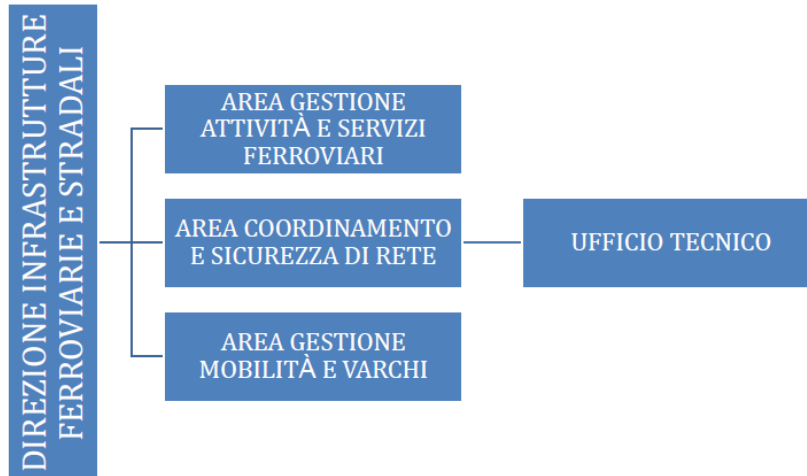 DIREZIONE INFRASTRUTTURE
FERROVIARIE E STRADALI
AREA GESTIONE
ATTIVITÀ E SERVIZI
FERROVIARI
AREA COORDINAMENTO
E SICUREZZA DI RETE
UFFICIO TECNICO
AREA GESTIONE
MOBILITÀ E VARCHI